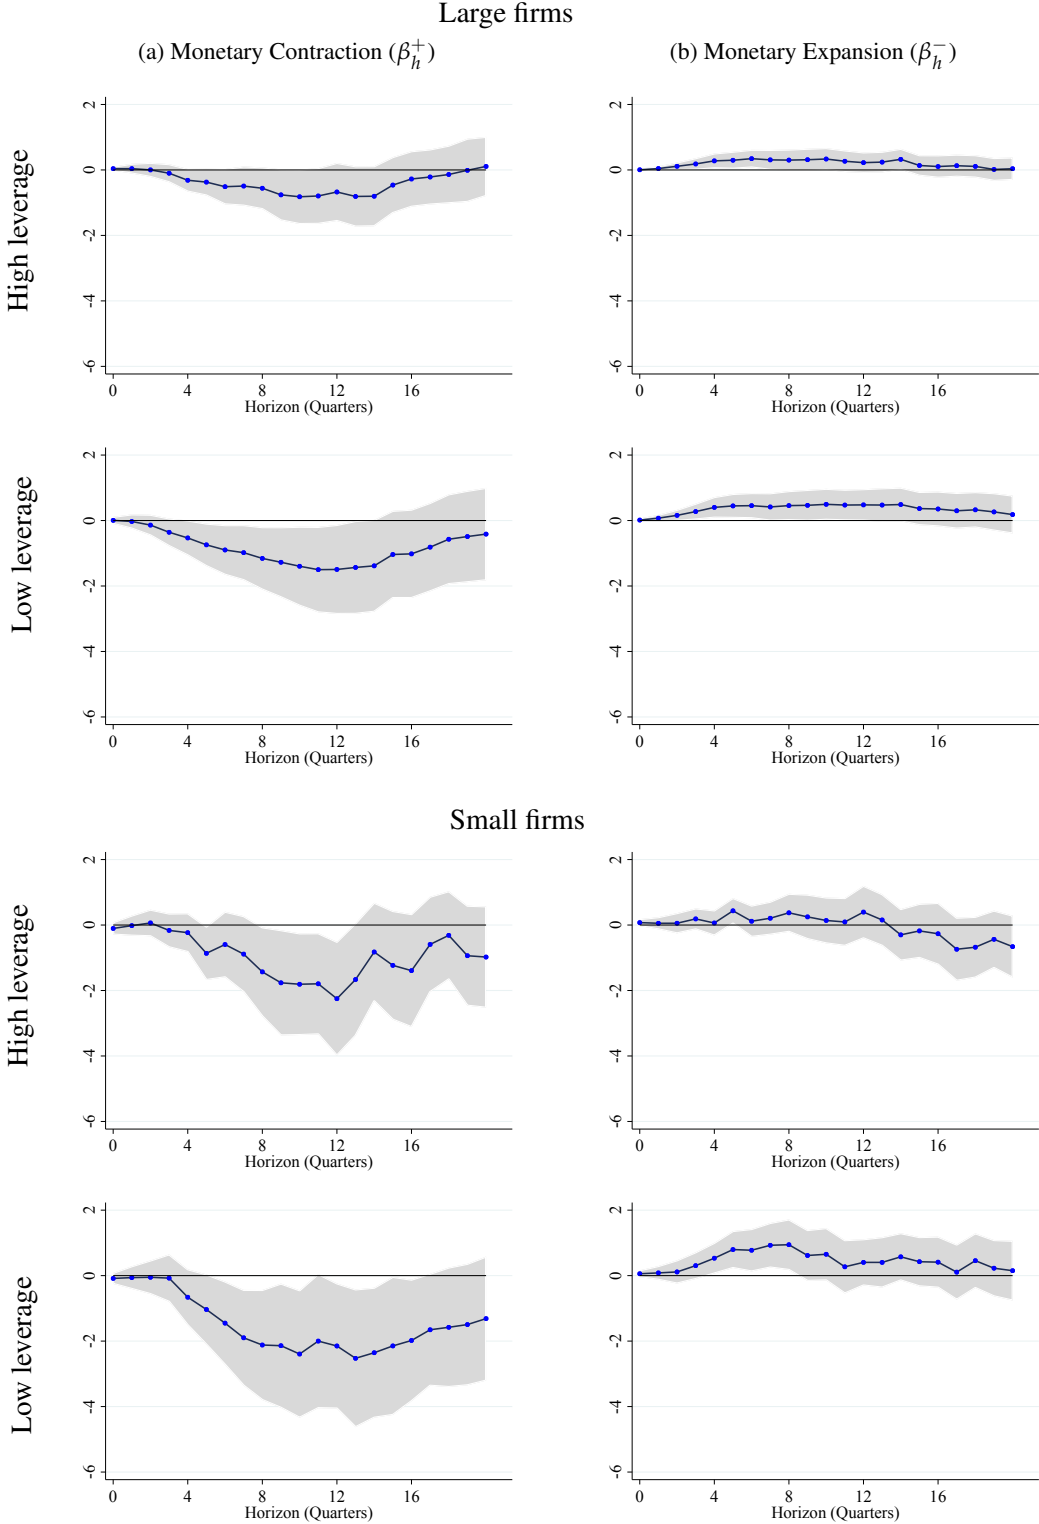 Large firms
(a) Monetary Contraction (β_h^+)
(b) Monetary Expansion (β_h^-)
High leverage
2
0
-2
-4
-6
0 4 8 12 16
Horizon (Quarters)
2
0
-2
-4
-6
0 4 8 12 16
Horizon (Quarters)
Low leverage
2
0
-2
-4
-6
0 4 8 12 16
Horizon (Quarters)
2
0
-2
-4
-6
0 4 8 12 16
Horizon (Quarters)
Small firms
High leverage
2
0
-2
-4
-6
0 4 8 12 16
Horizon (Quarters)
2
0
-2
-4
-6
0 4 8 12 16
Horizon (Quarters)
Low leverage
2
0
-2
-4
-6
0 4 8 12 16
Horizon (Quarters)
2
0
-2
-4
-6
0 4 8 12 16
Horizon (Quarters)